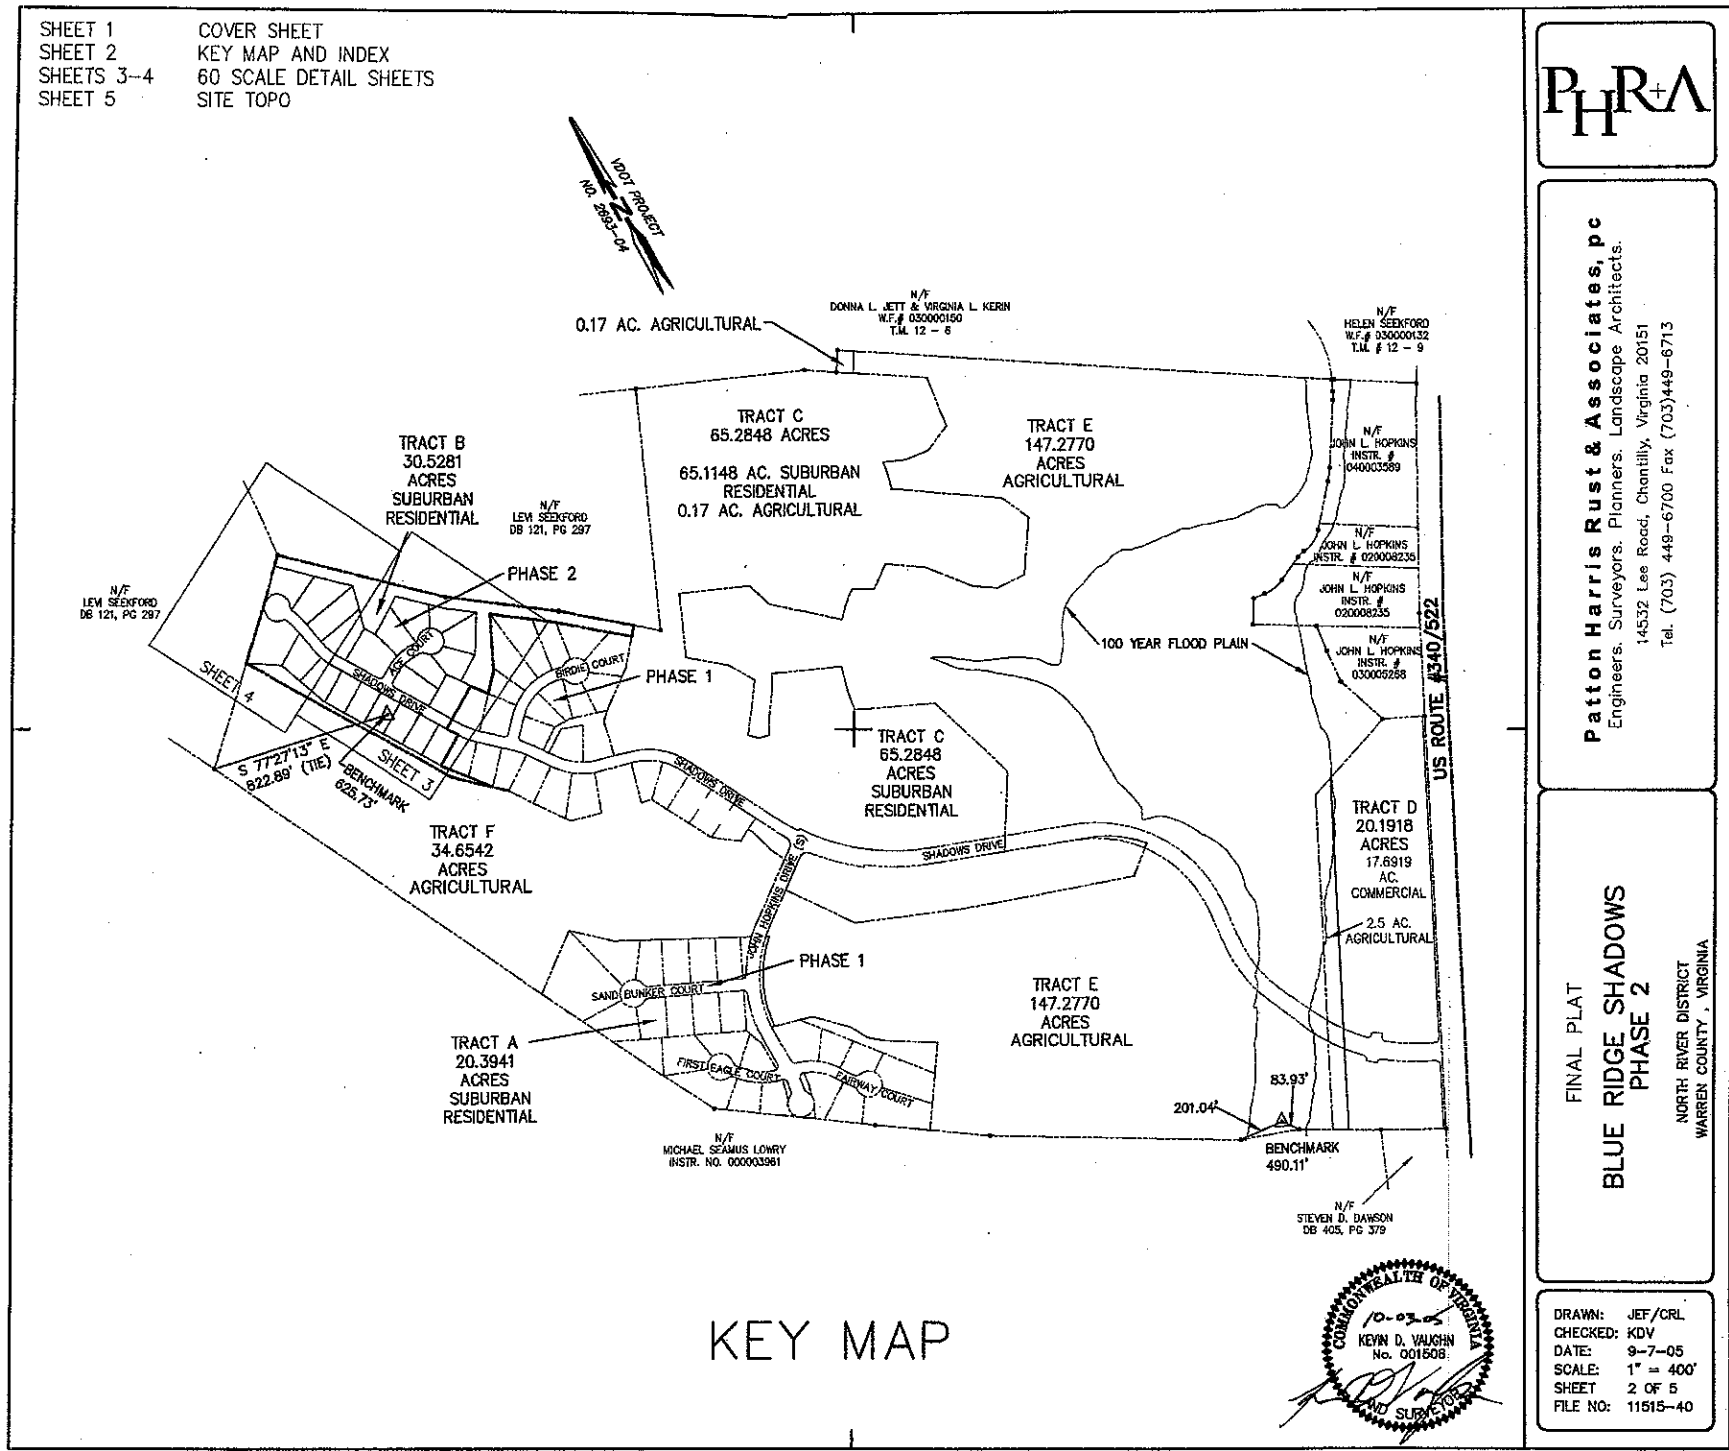 SHEET 1 COVER SHEET
SHEET 2 KEY MAP AND INDEX
SHEETS 3-4 60 SCALE DETAIL SHEETS
SHEET 5 SITE TOPO
VDOT PROJECT
NO. 2693-04
N/F
DONNA L. JETT & VIRGINIA L. KERIN
W.F.# 030000150
T.M. 12 - 6
0.17 AC. AGRICULTURAL
N/F
HELEN SEEKFORD
W.F.# 030000132
T.M. # 12 - 9
TRACT C
65.2848 ACRES
65.1148 AC. SUBURBAN
RESIDENTIAL
0.17 AC. AGRICULTURAL
TRACT E
147.2770
ACRES
AGRICULTURAL
N/F
JOHN L. HOPKINS
INSTR. #
040003589
TRACT B
30.5281
ACRES
SUBURBAN
RESIDENTIAL
N/F
LEVI SEEKFORD
DB 121, PG 297
N/F
JOHN L. HOPKINS
INSTR. # 020008235
PHASE 2
N/F
JOHN L. HOPKINS
INSTR. #
020008235
N/F
LEVI SEEKFORD
DB 121, PG 297
N/F
JOHN L. HOPKINS
INSTR. #
030005258
100 YEAR FLOOD PLAIN
US ROUTE #340/522
ACE COURT
BIRDIE COURT
PHASE 1
SHADOWS DRIVE
SHEET 4
SHEET 3
S 77°27'13" E
822.89' (TIE)
BENCHMARK
625.73'
SHADOWS DRIVE
TRACT C
65.2848
ACRES
SUBURBAN
RESIDENTIAL
TRACT D
20.1918
ACRES
17.6919
AC.
COMMERCIAL
TRACT F
34.6542
ACRES
AGRICULTURAL
SHADOWS DRIVE
JOHN HOPKINS DRIVE (S)
2.5 AC.
AGRICULTURAL
PHASE 1
SAND BUNKER COURT
TRACT E
147.2770
ACRES
AGRICULTURAL
TRACT A
20.3941
ACRES
SUBURBAN
RESIDENTIAL
FIRST EAGLE COURT
FAIRWAY COURT
83.93'
201.04'
BENCHMARK
490.11'
N/F
MICHAEL SEAMUS LOWRY
INSTR. NO. 000003961
N/F
STEVEN D. DAWSON
DB 405, PG 379
KEY MAP
COMMONWEALTH OF VIRGINIA
10-03-05
KEVIN D. VAUGHN
No. 001508
LAND SURVEYOR
PHR+A
Patton Harris Rust & Associates, pc
Engineers. Surveyors. Planners. Landscape Architects.
14532 Lee Road, Chantilly, Virginia 20151
Tel. (703) 449-6700 Fax (703)449-6713
FINAL PLAT
BLUE RIDGE SHADOWS
PHASE 2
NORTH RIVER DISTRICT
WARREN COUNTY, VIRGINIA
DRAWN: JEF/CRL
CHECKED: KDV
DATE: 9-7-05
SCALE: 1" = 400'
SHEET 2 OF 5
FILE NO: 11515-40